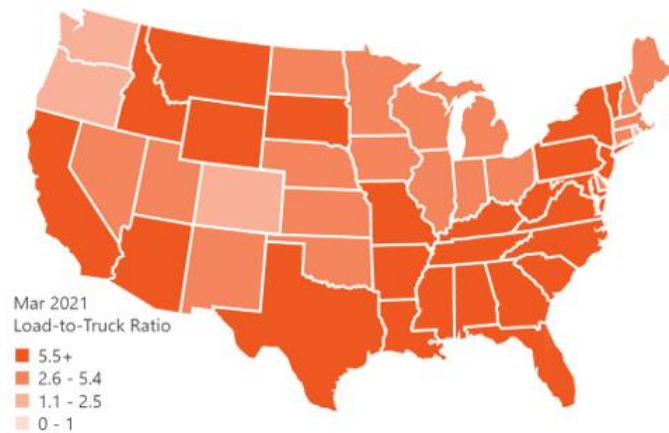 Mar 2021
Load-to-Truck Ratio
5.5+
2.6 - 5.4
1.1 - 2.5
0 - 1